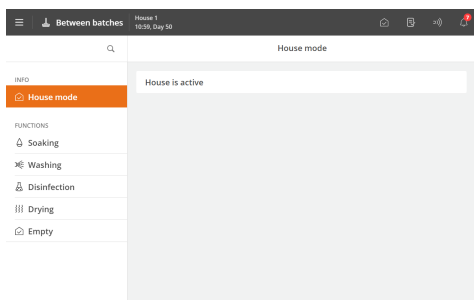 Between batches
House 1
10:59, Day 50
House mode
INFO
House mode
House is active
FUNCTIONS
Soaking
Washing
Disinfection
Drying
Empty